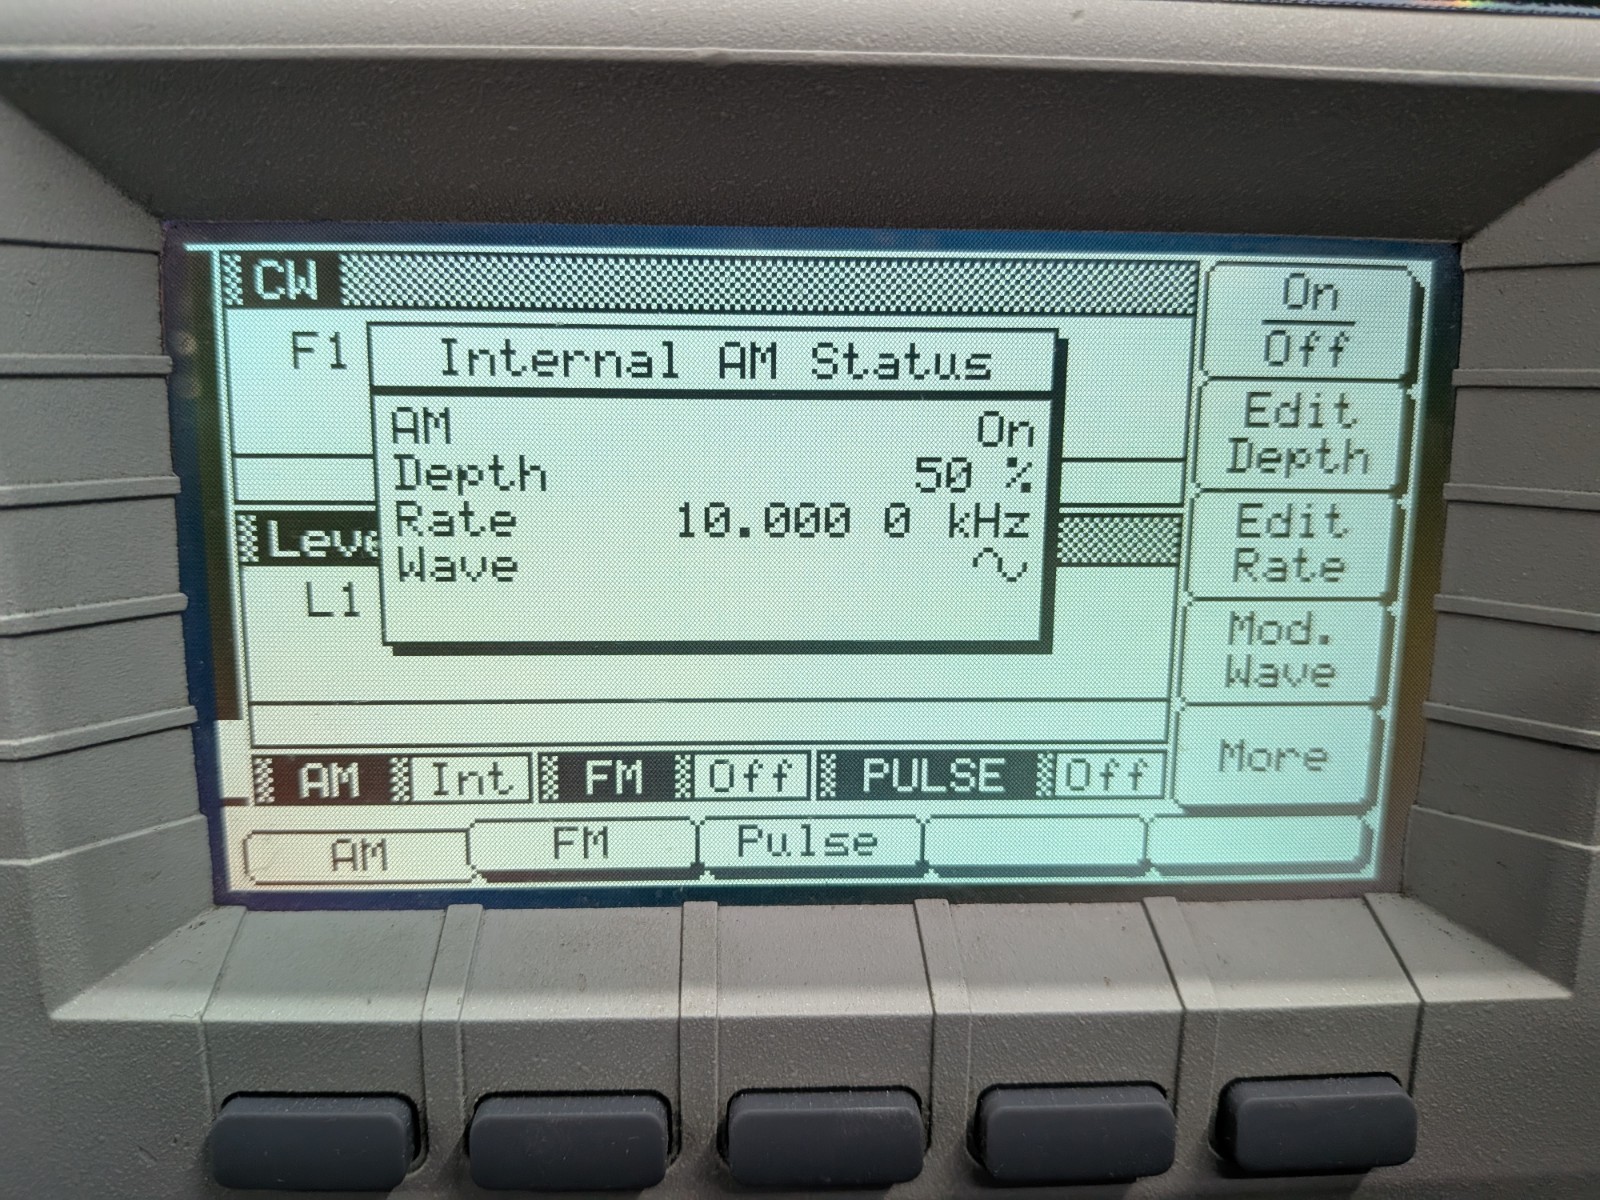 CW
F1
Internal AM Status
AM On
Depth 50 %
Rate 10.000 0 kHz
Wave
Leve
L1
AM Int FM Off PULSE Off
AM FM Pulse
On
Off
Edit
Depth
Edit
Rate
Mod.
Wave
More